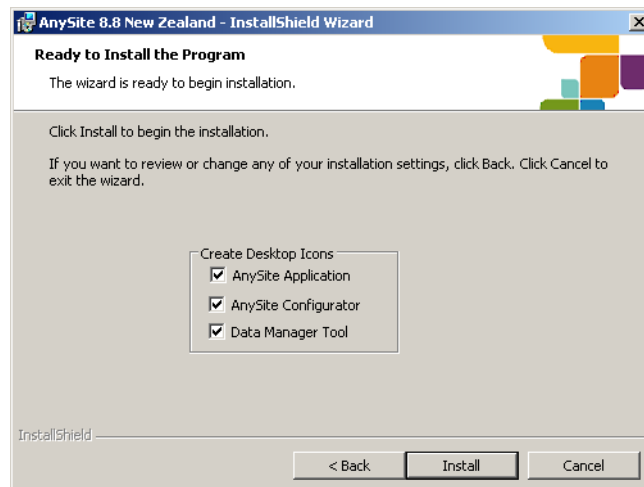 AnySite 8.8 New Zealand - InstallShield Wizard
Ready to Install the Program
The wizard is ready to begin installation.
Click Install to begin the installation.
If you want to review or change any of your installation settings, click Back. Click Cancel to
exit the wizard.
Create Desktop Icons
AnySite Application
AnySite Configurator
Data Manager Tool
InstallShield
< Back
Install
Cancel